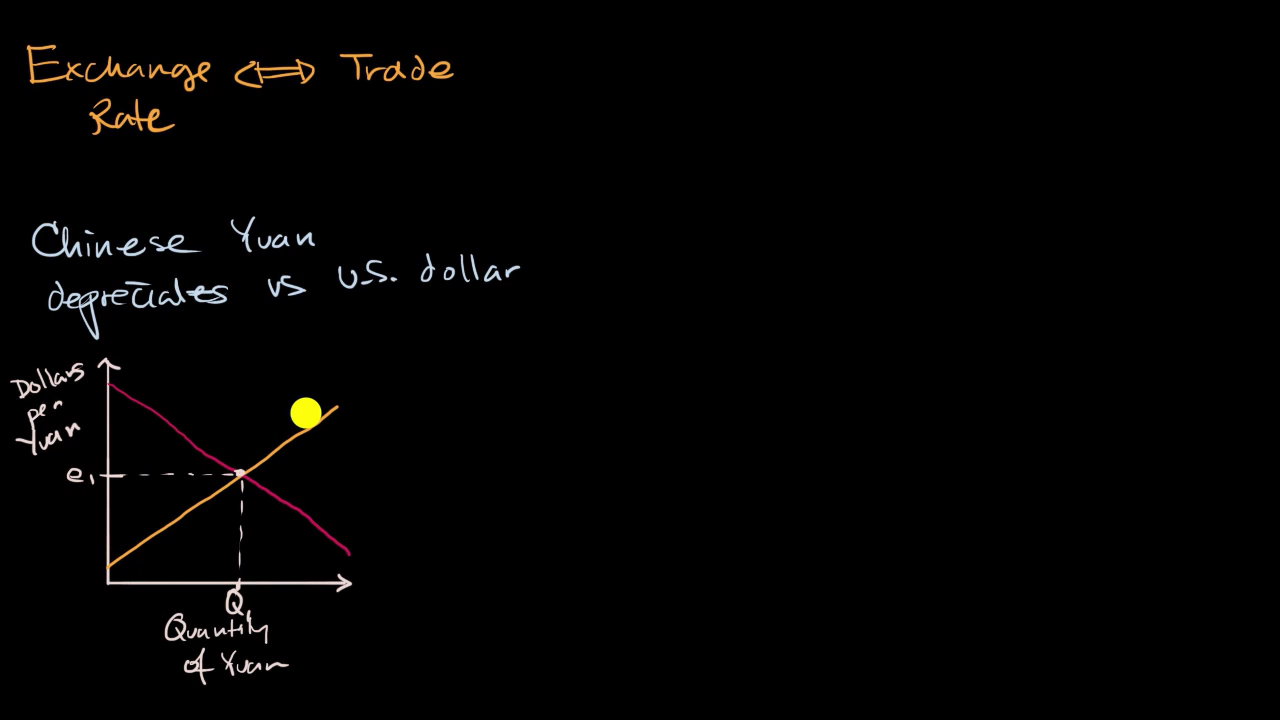 Exchange ⟺ Trade
Rate
Chinese Yuan
depreciates vs U.S. dollar
Dollars
per
Yuan
e₁
Q₁
Quantity
of Yuan